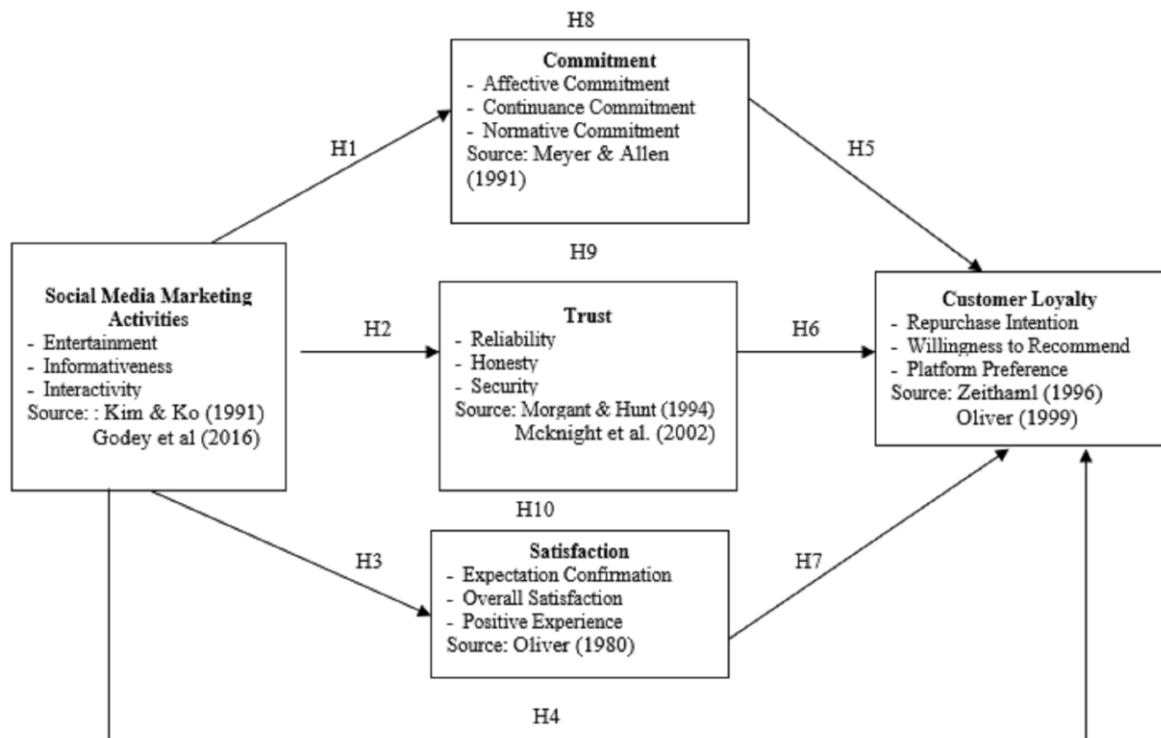 H8
Commitment
- Affective Commitment
- Continuance Commitment
- Normative Commitment
Source: Meyer & Allen
(1991)
H1
H5
Social Media Marketing
Activities
- Entertainment
- Informativeness
- Interactivity
Source: : Kim & Ko (1991)
Godey et al (2016)
H9
H2
Trust
- Reliability
- Honesty
- Security
Source: Morgant & Hunt (1994)
Mcknight et al. (2002)
H6
Customer Loyalty
- Repurchase Intention
- Willingness to Recommend
- Platform Preference
Source: Zeithaml (1996)
Oliver (1999)
H10
H3
Satisfaction
- Expectation Confirmation
- Overall Satisfaction
- Positive Experience
Source: Oliver (1980)
H7
H4